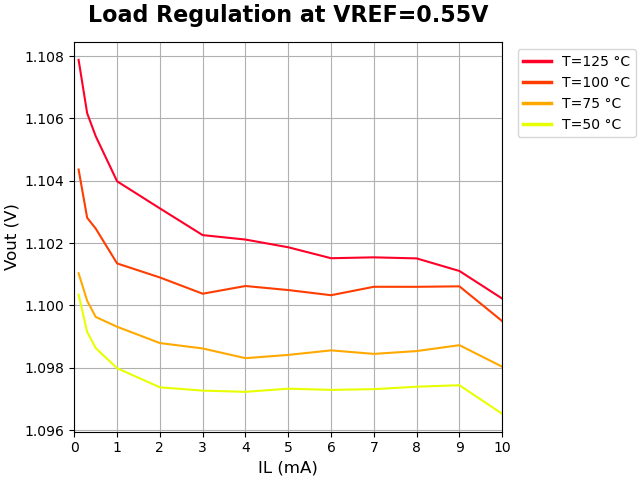 Load Regulation at VREF=0.55V
T=125 °C
T=100 °C
T=75 °C
T=50 °C
Vout (V)
1.108
1.106
1.104
1.102
1.100
1.098
1.096
0 1 2 3 4 5 6 7 8 9 10
IL (mA)